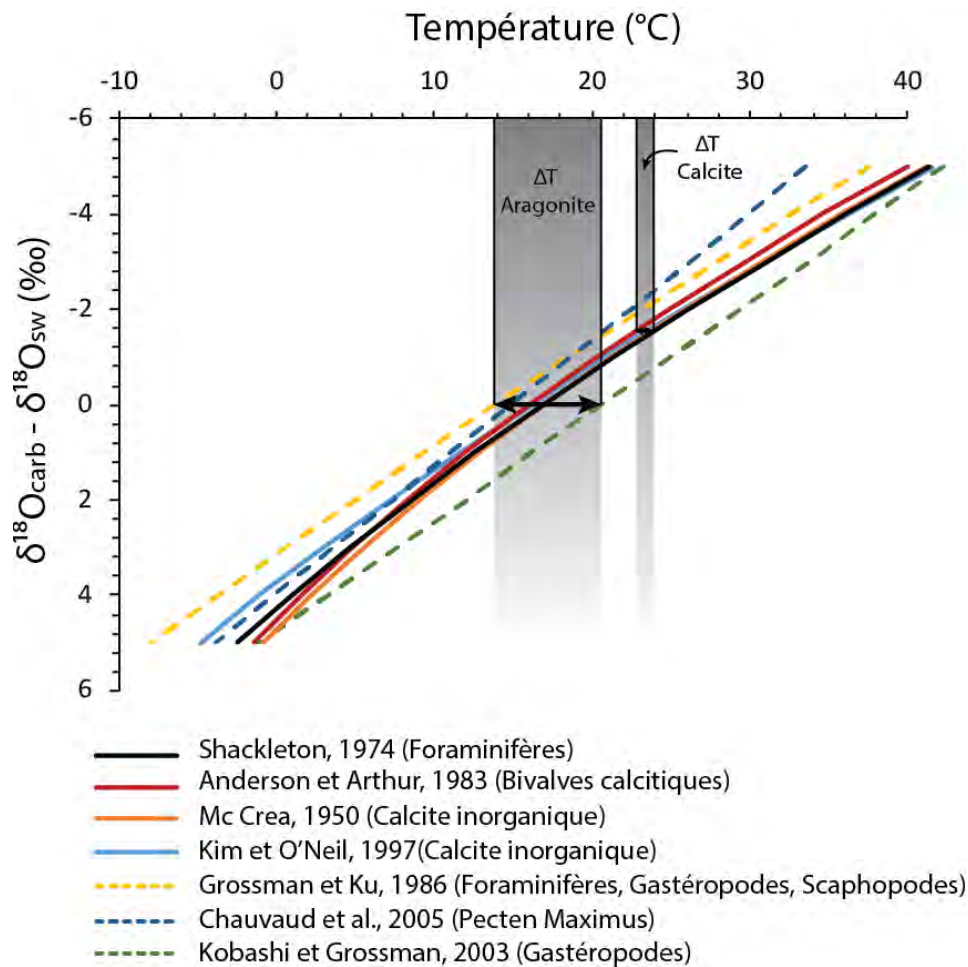 Température (°C)
-10 0 10 20 30 40
-6
-4
-2
0
2
4
6
δ¹⁸Ocarb - δ¹⁸Osw (‰)
ΔT
Aragonite
ΔT
Calcite
Shackleton, 1974 (Foraminifères)
Anderson et Arthur, 1983 (Bivalves calcitiques)
Mc Crea, 1950 (Calcite inorganique)
Kim et O’Neil, 1997(Calcite inorganique)
Grossman et Ku, 1986 (Foraminifères, Gastéropodes, Scaphopodes)
Chauvaud et al., 2005 (Pecten Maximus)
Kobashi et Grossman, 2003 (Gastéropodes)